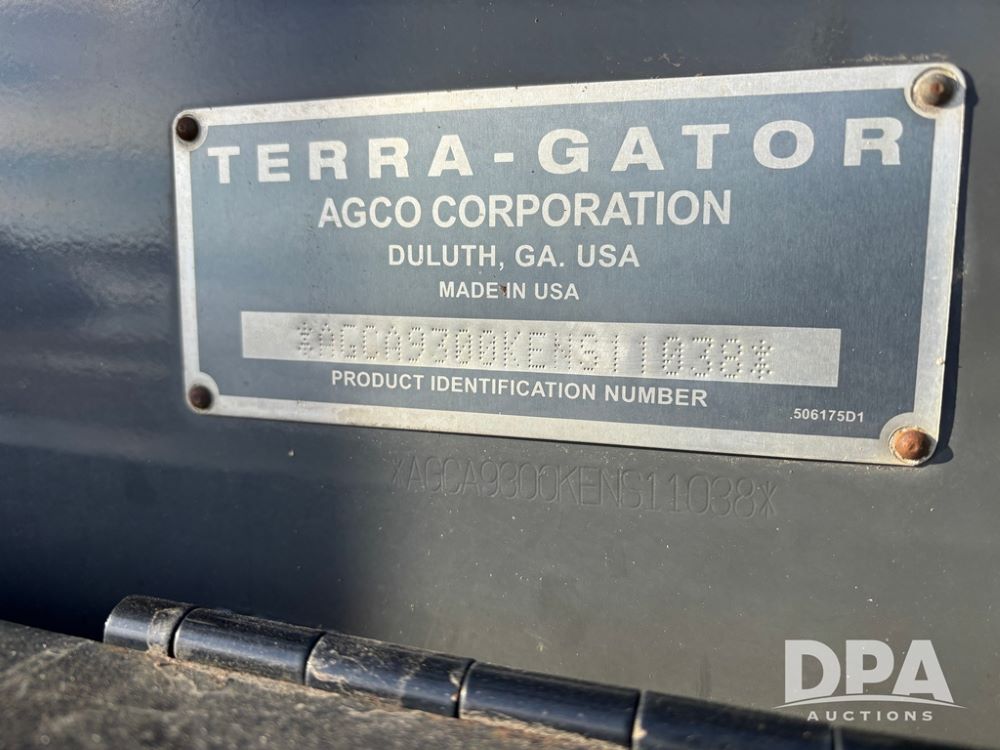 TERRA-GATOR
AGCO CORPORATION
DULUTH, GA. USA
MADE IN USA
*AGCA9300KENS11038*
PRODUCT IDENTIFICATION NUMBER
506175D1
*AGCA9300KENS11038*
DPA
AUCTIONS